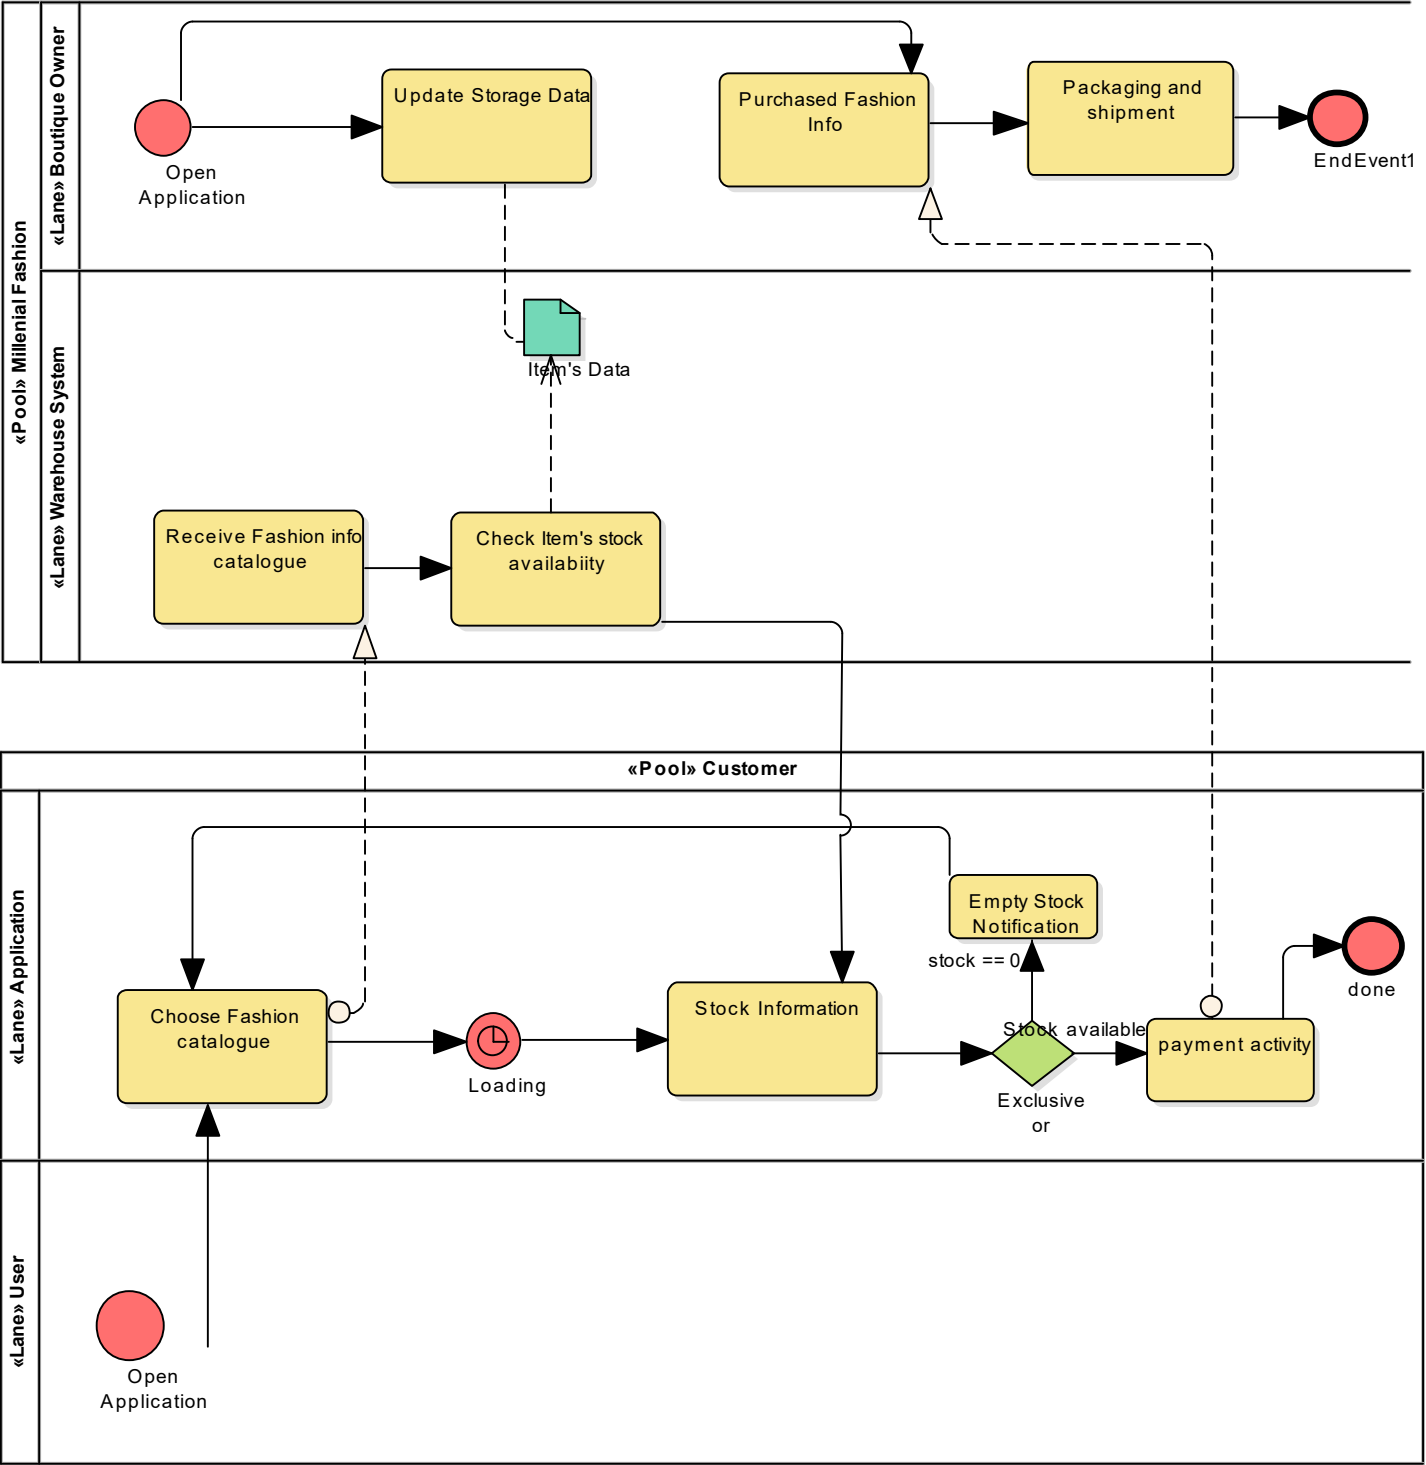 «Pool» Millenial Fashion
«Lane» Boutique Owner
Open
Application
Update Storage Data
Purchased Fashion
Info
Packaging and
shipment
EndEvent1
«Lane» Warehouse System
Item's Data
Receive Fashion info
catalogue
Check Item's stock
availabiity
«Pool» Customer
«Lane» Application
Choose Fashion
catalogue
Loading
Stock Information
Empty Stock
Notification
stock == 0
Stock available
Exclusive
or
payment activity
done
«Lane» User
Open
Application